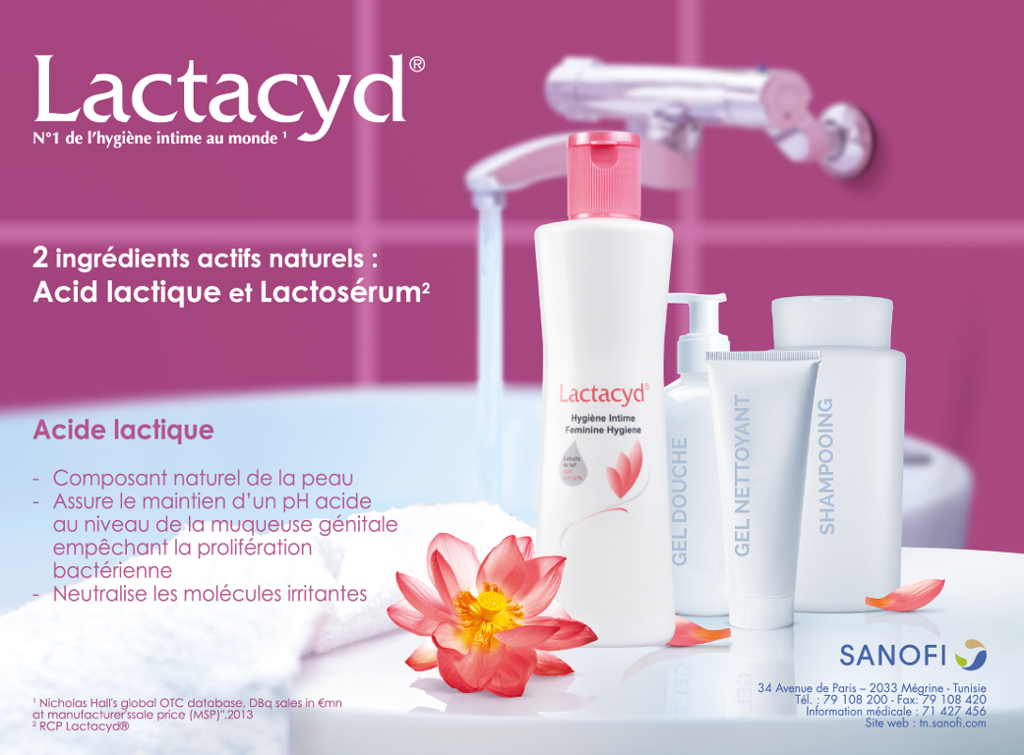 Lactacyd®
N°1 de l'hygiène intime au monde ¹
2 ingrédients actifs naturels :
Acid lactique et Lactosérum²
Acide lactique
- Composant naturel de la peau
- Assure le maintien d'un pH acide
au niveau de la muqueuse génitale
empêchant la prolifération
bactérienne
- Neutralise les molécules irritantes
Lactacyd®
Hygiène Intime
Feminine Hygiene
Extraits
de lait
GEL DOUCHE
GEL NETTOYANT
SHAMPOOING
SANOFI
34 Avenue de Paris – 2033 Mégrine - Tunisie
Tél. : 79 108 200 - Fax: 79 108 420
Information médicale : 71 427 456
Site web : tn.sanofi.com
¹ Nicholas Hall's global OTC database, DBq sales in €mn
at manufacturer'ssale price (MSP)".2013
² RCP Lactacyd®